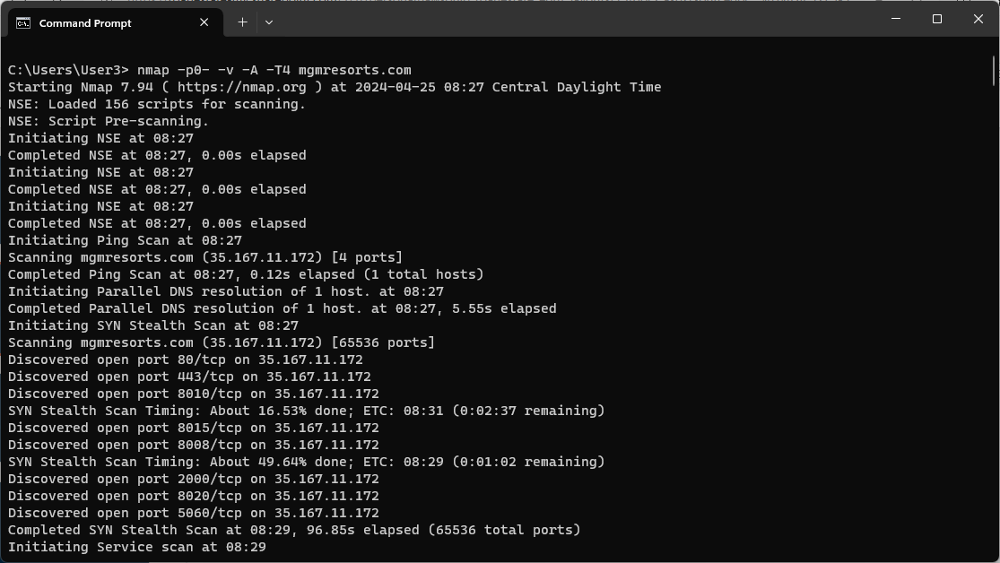 Command Prompt
C:\Users\User3> nmap -p0- -v -A -T4 mgmresorts.com
Starting Nmap 7.94 ( https://nmap.org ) at 2024-04-25 08:27 Central Daylight Time
NSE: Loaded 156 scripts for scanning.
NSE: Script Pre-scanning.
Initiating NSE at 08:27
Completed NSE at 08:27, 0.00s elapsed
Initiating NSE at 08:27
Completed NSE at 08:27, 0.00s elapsed
Initiating NSE at 08:27
Completed NSE at 08:27, 0.00s elapsed
Initiating Ping Scan at 08:27
Scanning mgmresorts.com (35.167.11.172) [4 ports]
Completed Ping Scan at 08:27, 0.12s elapsed (1 total hosts)
Initiating Parallel DNS resolution of 1 host. at 08:27
Completed Parallel DNS resolution of 1 host. at 08:27, 5.55s elapsed
Initiating SYN Stealth Scan at 08:27
Scanning mgmresorts.com (35.167.11.172) [65536 ports]
Discovered open port 80/tcp on 35.167.11.172
Discovered open port 443/tcp on 35.167.11.172
Discovered open port 8010/tcp on 35.167.11.172
SYN Stealth Scan Timing: About 16.53% done; ETC: 08:31 (0:02:37 remaining)
Discovered open port 8015/tcp on 35.167.11.172
Discovered open port 8008/tcp on 35.167.11.172
SYN Stealth Scan Timing: About 49.64% done; ETC: 08:29 (0:01:02 remaining)
Discovered open port 2000/tcp on 35.167.11.172
Discovered open port 8020/tcp on 35.167.11.172
Discovered open port 5060/tcp on 35.167.11.172
Completed SYN Stealth Scan at 08:29, 96.85s elapsed (65536 total ports)
Initiating Service scan at 08:29